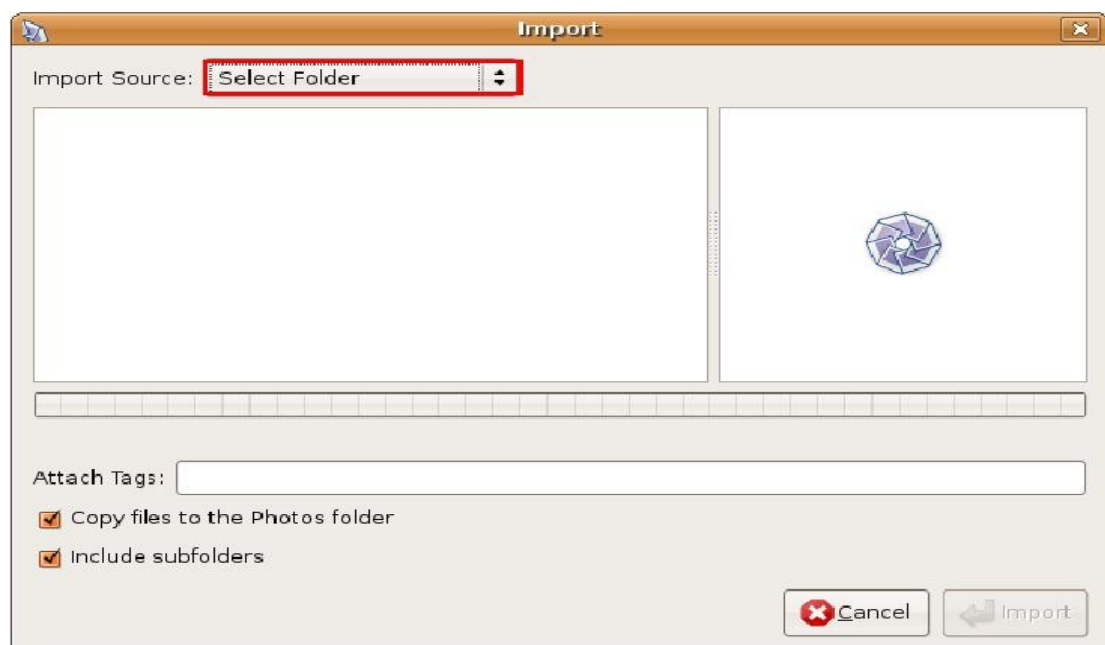 Import
Import Source: Select Folder
Attach Tags:
Copy files to the Photos folder
Include subfolders
Cancel Import